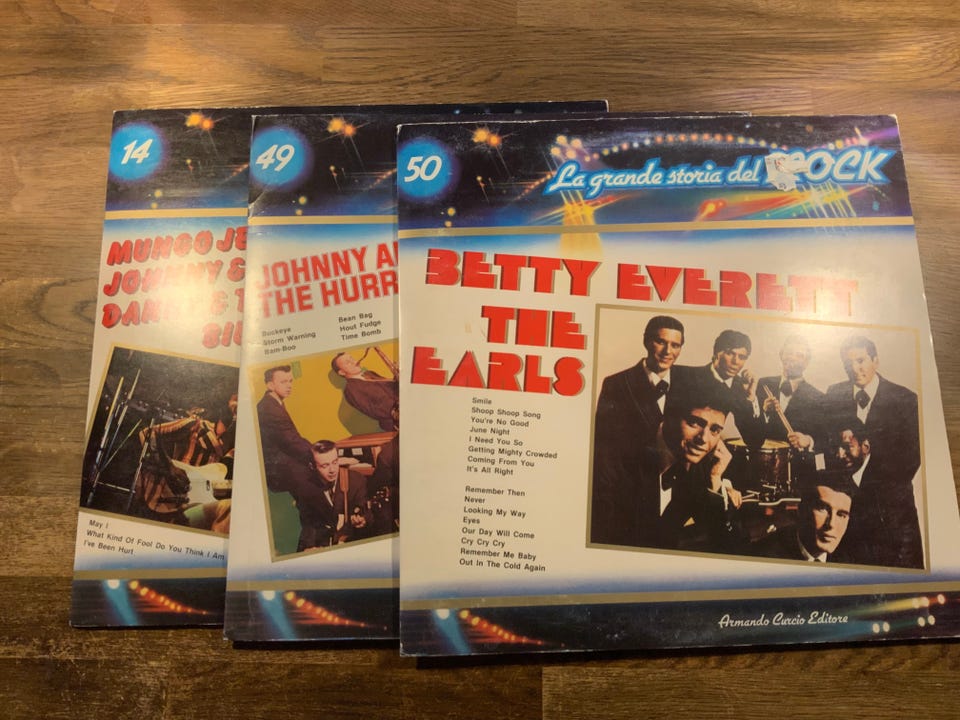 14
MUNGO JE
JOHNNY &
DAN
May I
What Kind Of Fool Do You Think I Am
I've Been Hurt
49
JOHNNY A
THE HURR
Buckeye
Storm Warning
Bam-Boo
Bean Bag
Hout Fudge
Time Bomb
50
La grande storia del ROCK
BETTY EVERETT
THE
EARLS
Smile
Shoop Shoop Song
You're No Good
June Night
I Need You So
Getting Mighty Crowded
Coming From You
It's All Right
Remember Then
Never
Looking My Way
Eyes
Our Day Will Come
Cry Cry Cry
Remember Me Baby
Out In The Cold Again
Armando Curcio Editore